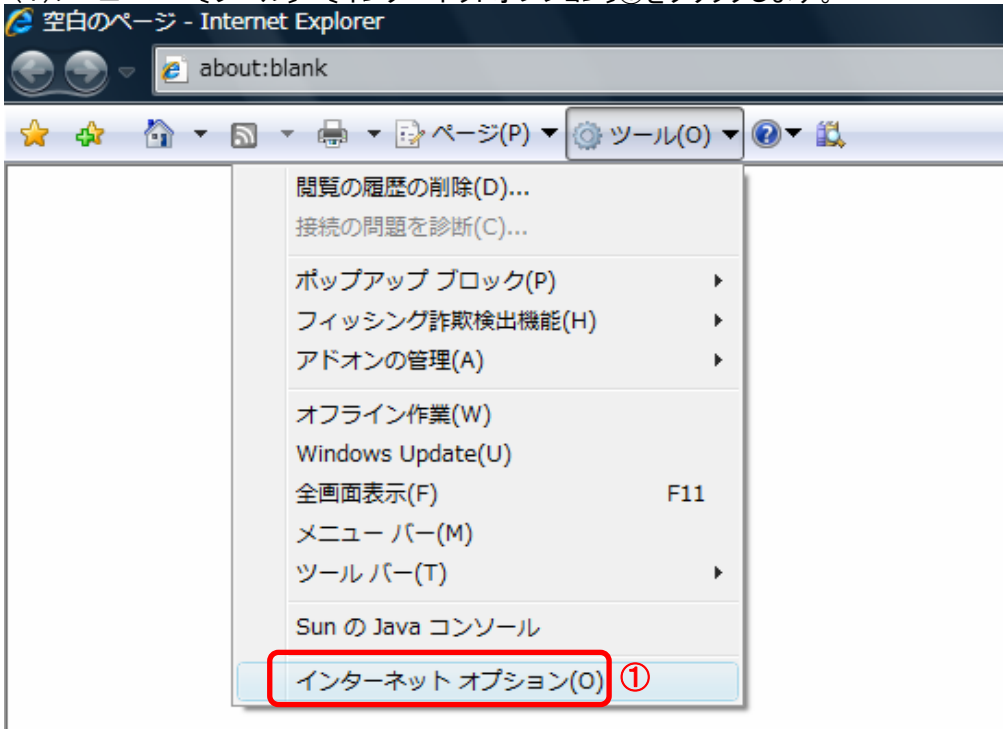 空白のページ - Internet Explorer
about:blank
ページ(P) ツール(O)
閲覧の履歴の削除(D)...
接続の問題を診断(C)...
ポップアップ ブロック(P)
フィッシング詐欺検出機能(H)
アドオンの管理(A)
オフライン作業(W)
Windows Update(U)
全画面表示(F) F11
メニュー バー(M)
ツール バー(T)
Sun の Java コンソール
インターネット オプション(O) ①